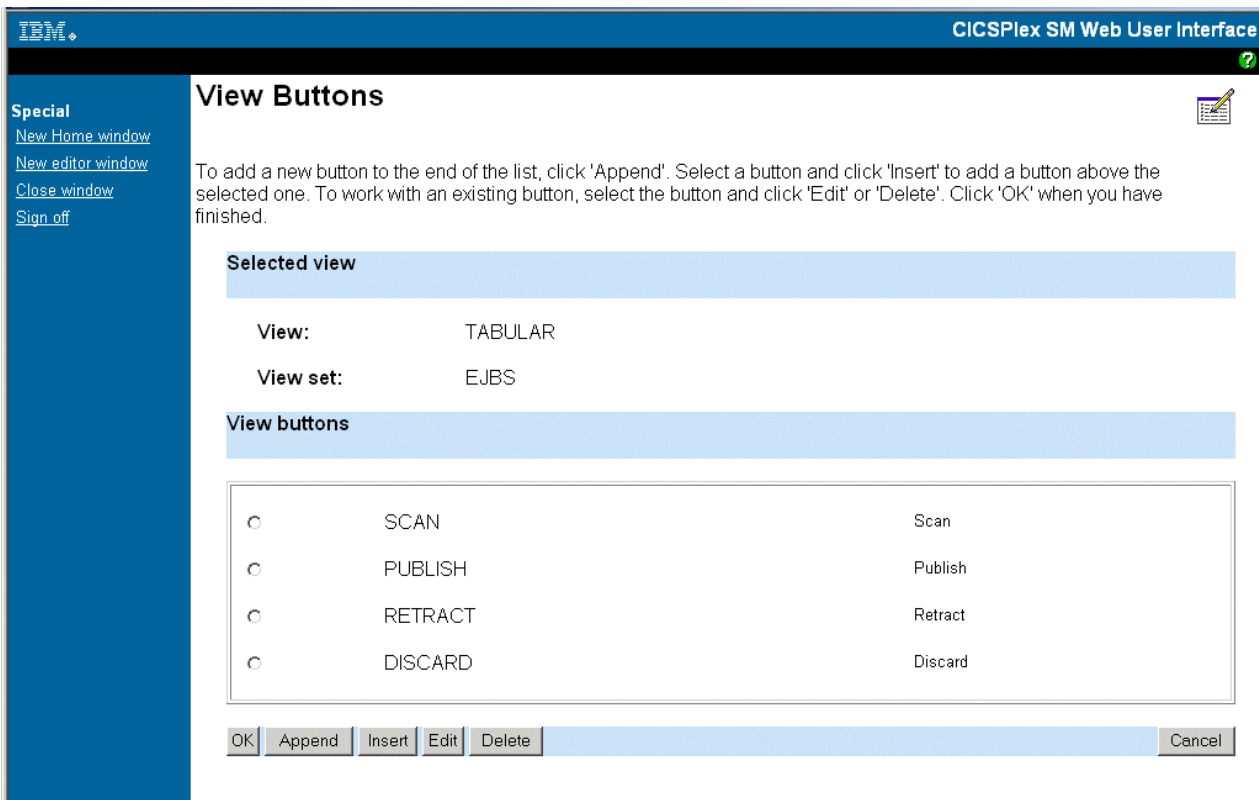 IBM
CICSPlex SM Web User Interface
?
Special
New Home window
New editor window
Close window
Sign off
View Buttons
To add a new button to the end of the list, click 'Append'. Select a button and click 'Insert' to add a button above the
selected one. To work with an existing button, select the button and click 'Edit' or 'Delete'. Click 'OK' when you have
finished.
Selected view
View: TABULAR
View set: EJBS
View buttons
SCAN Scan
PUBLISH Publish
RETRACT Retract
DISCARD Discard
OK Append Insert Edit Delete Cancel